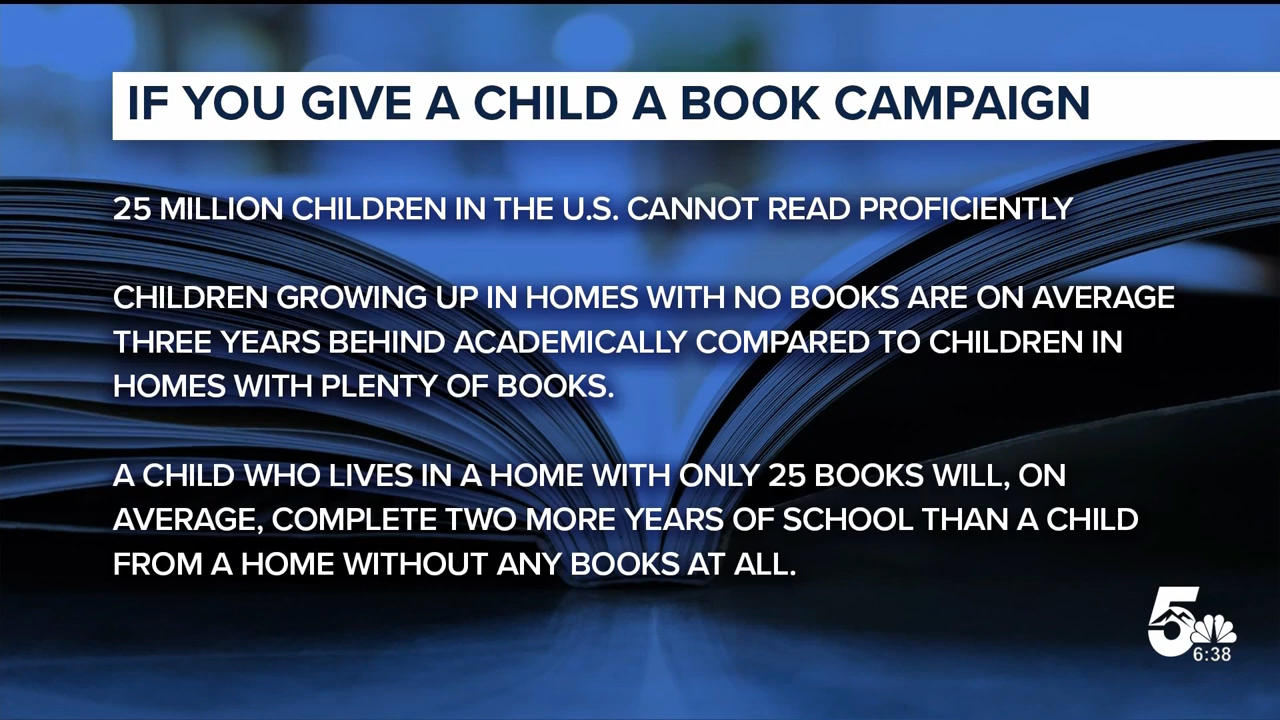 IF YOU GIVE A CHILD A BOOK CAMPAIGN
25 MILLION CHILDREN IN THE U.S. CANNOT READ PROFICIENTLY
CHILDREN GROWING UP IN HOMES WITH NO BOOKS ARE ON AVERAGE
THREE YEARS BEHIND ACADEMICALLY COMPARED TO CHILDREN IN
HOMES WITH PLENTY OF BOOKS.
A CHILD WHO LIVES IN A HOME WITH ONLY 25 BOOKS WILL, ON
AVERAGE, COMPLETE TWO MORE YEARS OF SCHOOL THAN A CHILD
FROM A HOME WITHOUT ANY BOOKS AT ALL.
5
6:38